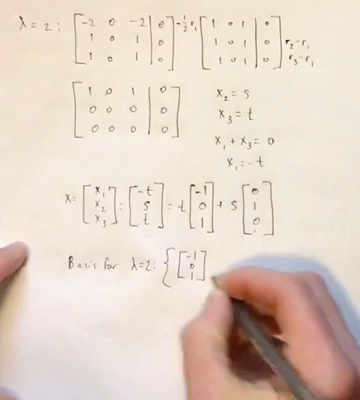 λ = 2: [-2 0 -2 | 0] -½r₁ [1 0 1 | 0]
[1 0 1 | 0] [1 0 1 | 0] r₂-r₁
[1 0 1 | 0] [1 0 1 | 0] r₃-r₁
[1 0 1 | 0] x₂ = s
[0 0 0 | 0] x₃ = t
[0 0 0 | 0] x₁ + x₃ = 0
x₁ = -t
x = [x₁ x₂ x₃] = [-t s t] = t [-1 0 1] + s [0 1 0]
Basis for λ=2: { [-1 0 1]